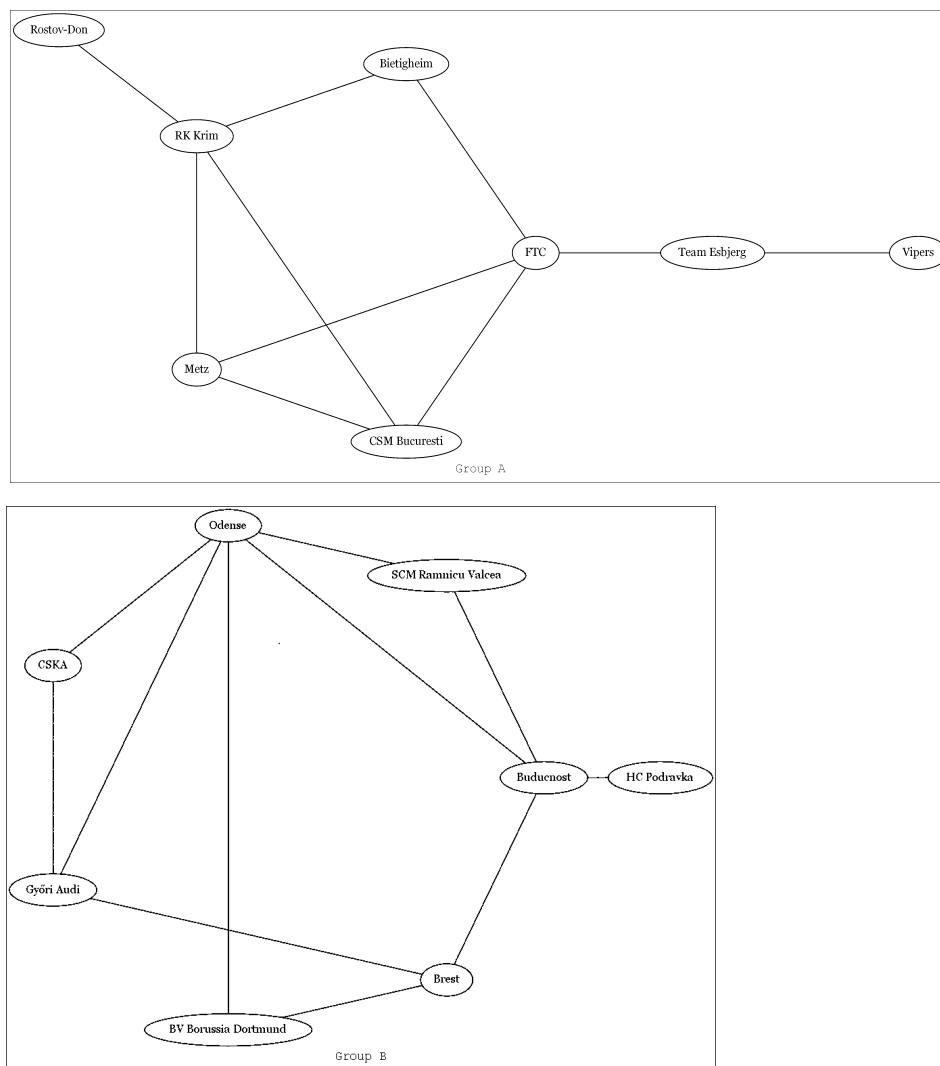 Rostov-Don
Bietigheim
RK Krim
FTC
Team Esbjerg
Vipers
Metz
CSM Bucuresti
Group A
Odense
SCM Ramnicu Valcea
CSKA
Buducnost
HC Podravka
Győri Audi
Brest
BV Borussia Dortmund
Group B